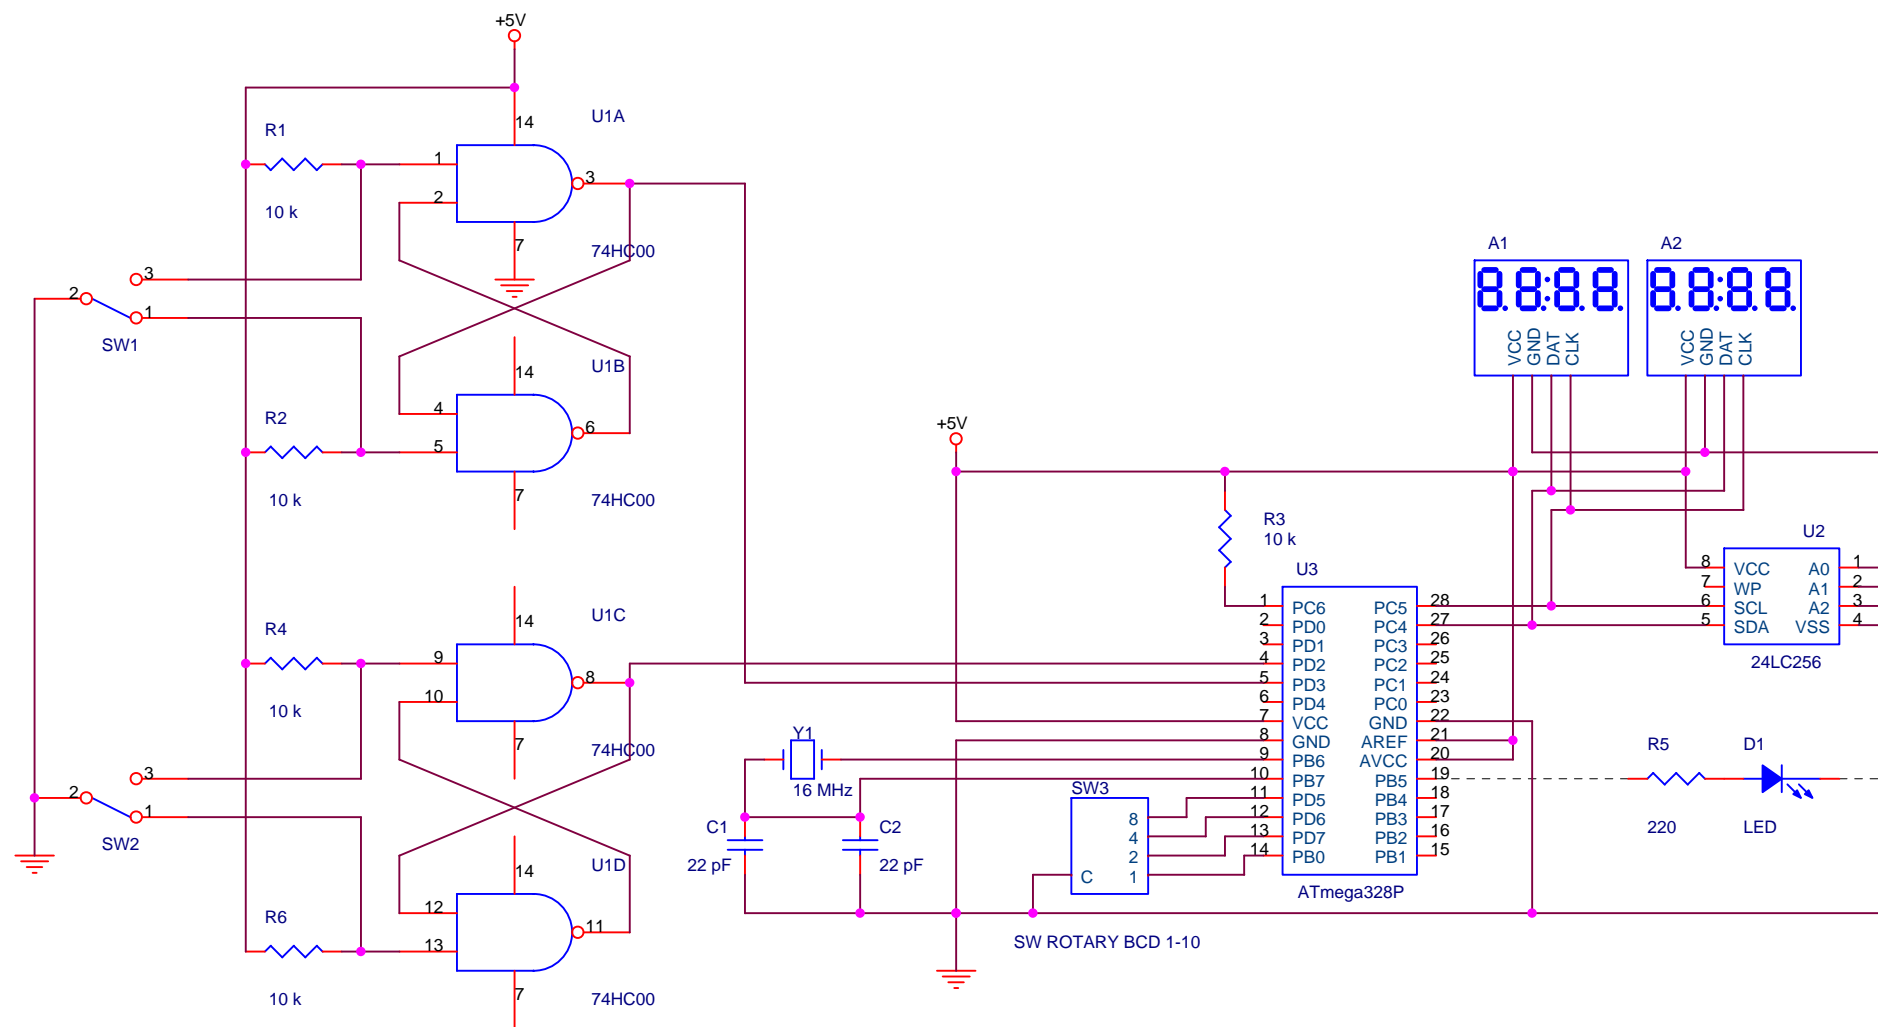 +5V
14
U1A
R1
1
3
2
10 k
7
74HC00
3
2
1
SW1
14
U1B
R2
4
6
5
10 k
7
74HC00
14
U1C
R4
9
8
10
10 k
7
74HC00
3
2
1
SW2
14
U1D
R6
12
11
13
10 k
7
74HC00
A1
8.8:8.8.
VCC
GND
DAT
CLK
A2
8.8:8.8.
VCC
GND
DAT
CLK
+5V
R3
10 k
U3
1 PC6 PC5 28
2 PD0 PC4 27
3 PD1 PC3 26
4 PD2 PC2 25
5 PD3 PC1 24
6 PD4 PC0 23
7 VCC GND 22
8 GND AREF 21
9 PB6 AVCC 20
10 PB7 PB5 19
11 PD5 PB4 18
12 PD6 PB3 17
13 PD7 PB2 16
14 PB0 PB1 15
ATmega328P
U2
8 VCC A0 1
7 WP A1 2
6 SCL A2 3
5 SDA VSS 4
24LC256
Y1
16 MHz
C1
22 pF
C2
22 pF
SW3
8
4
2
C 1
SW ROTARY BCD 1-10
R5
220
D1
LED